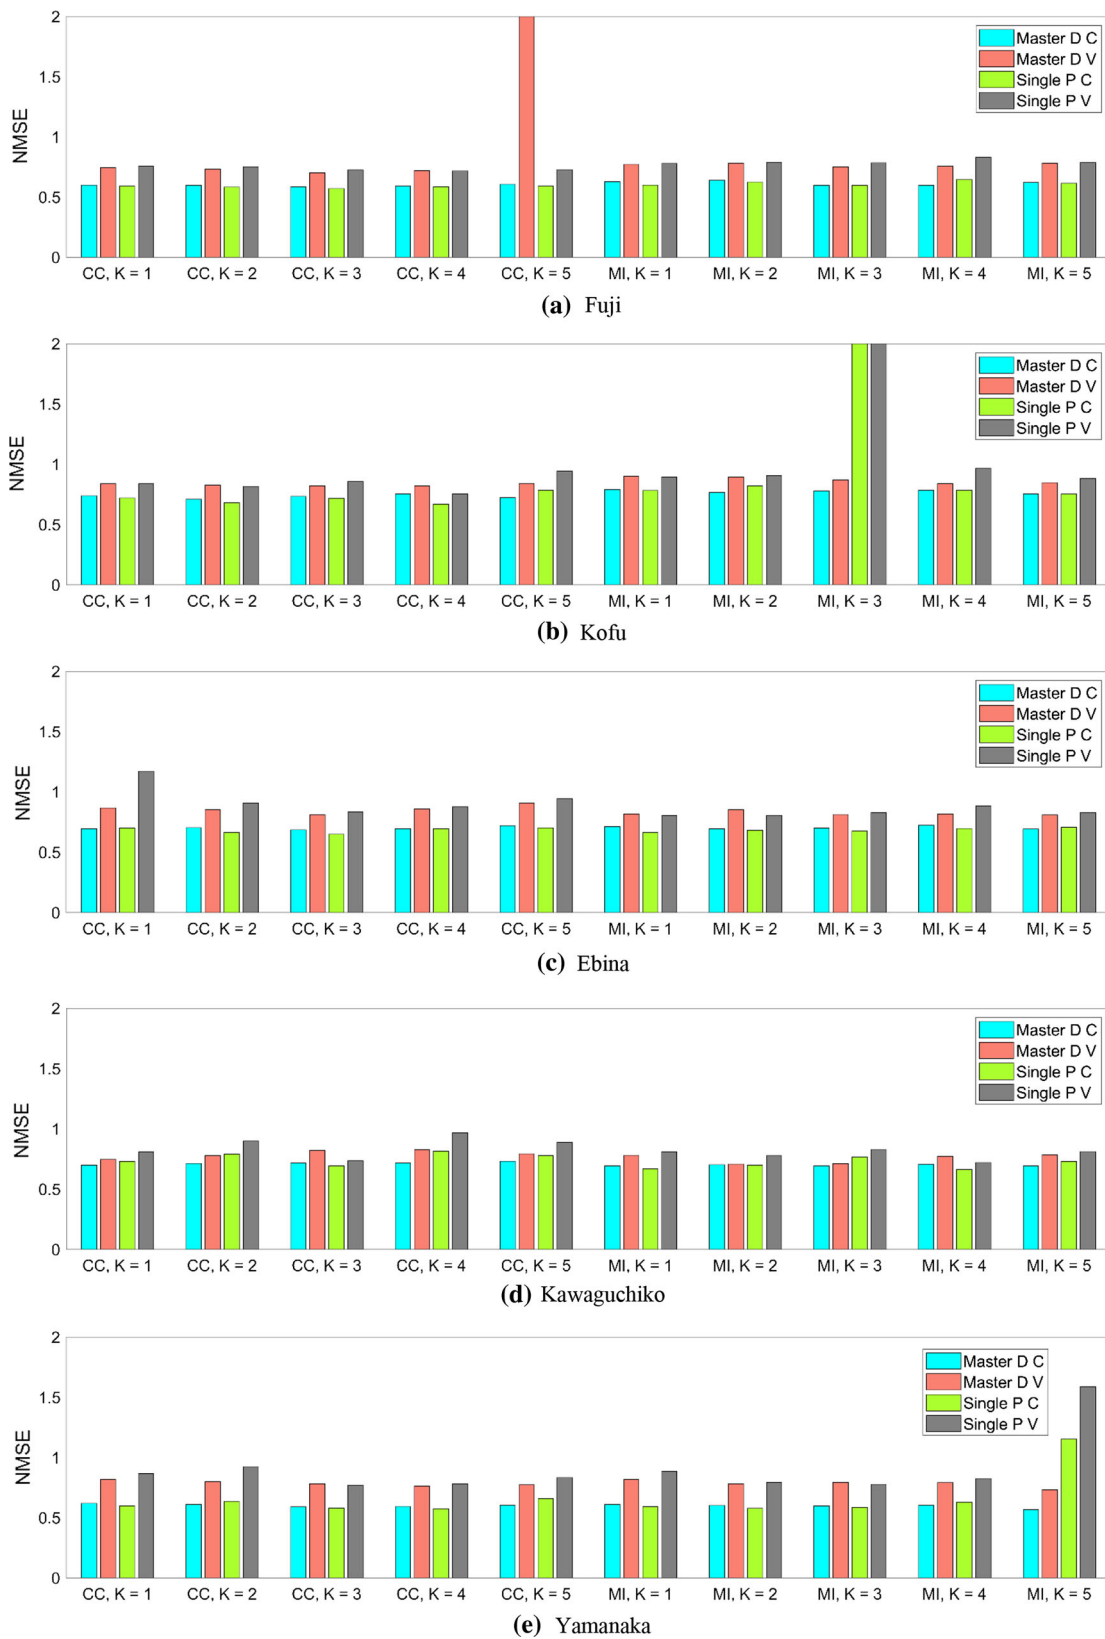 2
1.5
1
0.5
0
NMSE
Master D C
Master D V
Single P C
Single P V
CC, K = 1 CC, K = 2 CC, K = 3 CC, K = 4 CC, K = 5 MI, K = 1 MI, K = 2 MI, K = 3 MI, K = 4 MI, K = 5
(a) Fuji
2
1.5
1
0.5
0
NMSE
Master D C
Master D V
Single P C
Single P V
CC, K = 1 CC, K = 2 CC, K = 3 CC, K = 4 CC, K = 5 MI, K = 1 MI, K = 2 MI, K = 3 MI, K = 4 MI, K = 5
(b) Kofu
2
1.5
1
0.5
0
NMSE
Master D C
Master D V
Single P C
Single P V
CC, K = 1 CC, K = 2 CC, K = 3 CC, K = 4 CC, K = 5 MI, K = 1 MI, K = 2 MI, K = 3 MI, K = 4 MI, K = 5
(c) Ebina
2
1.5
1
0.5
0
NMSE
Master D C
Master D V
Single P C
Single P V
CC, K = 1 CC, K = 2 CC, K = 3 CC, K = 4 CC, K = 5 MI, K = 1 MI, K = 2 MI, K = 3 MI, K = 4 MI, K = 5
(d) Kawaguchiko
2
1.5
1
0.5
0
NMSE
Master D C
Master D V
Single P C
Single P V
CC, K = 1 CC, K = 2 CC, K = 3 CC, K = 4 CC, K = 5 MI, K = 1 MI, K = 2 MI, K = 3 MI, K = 4 MI, K = 5
(e) Yamanaka